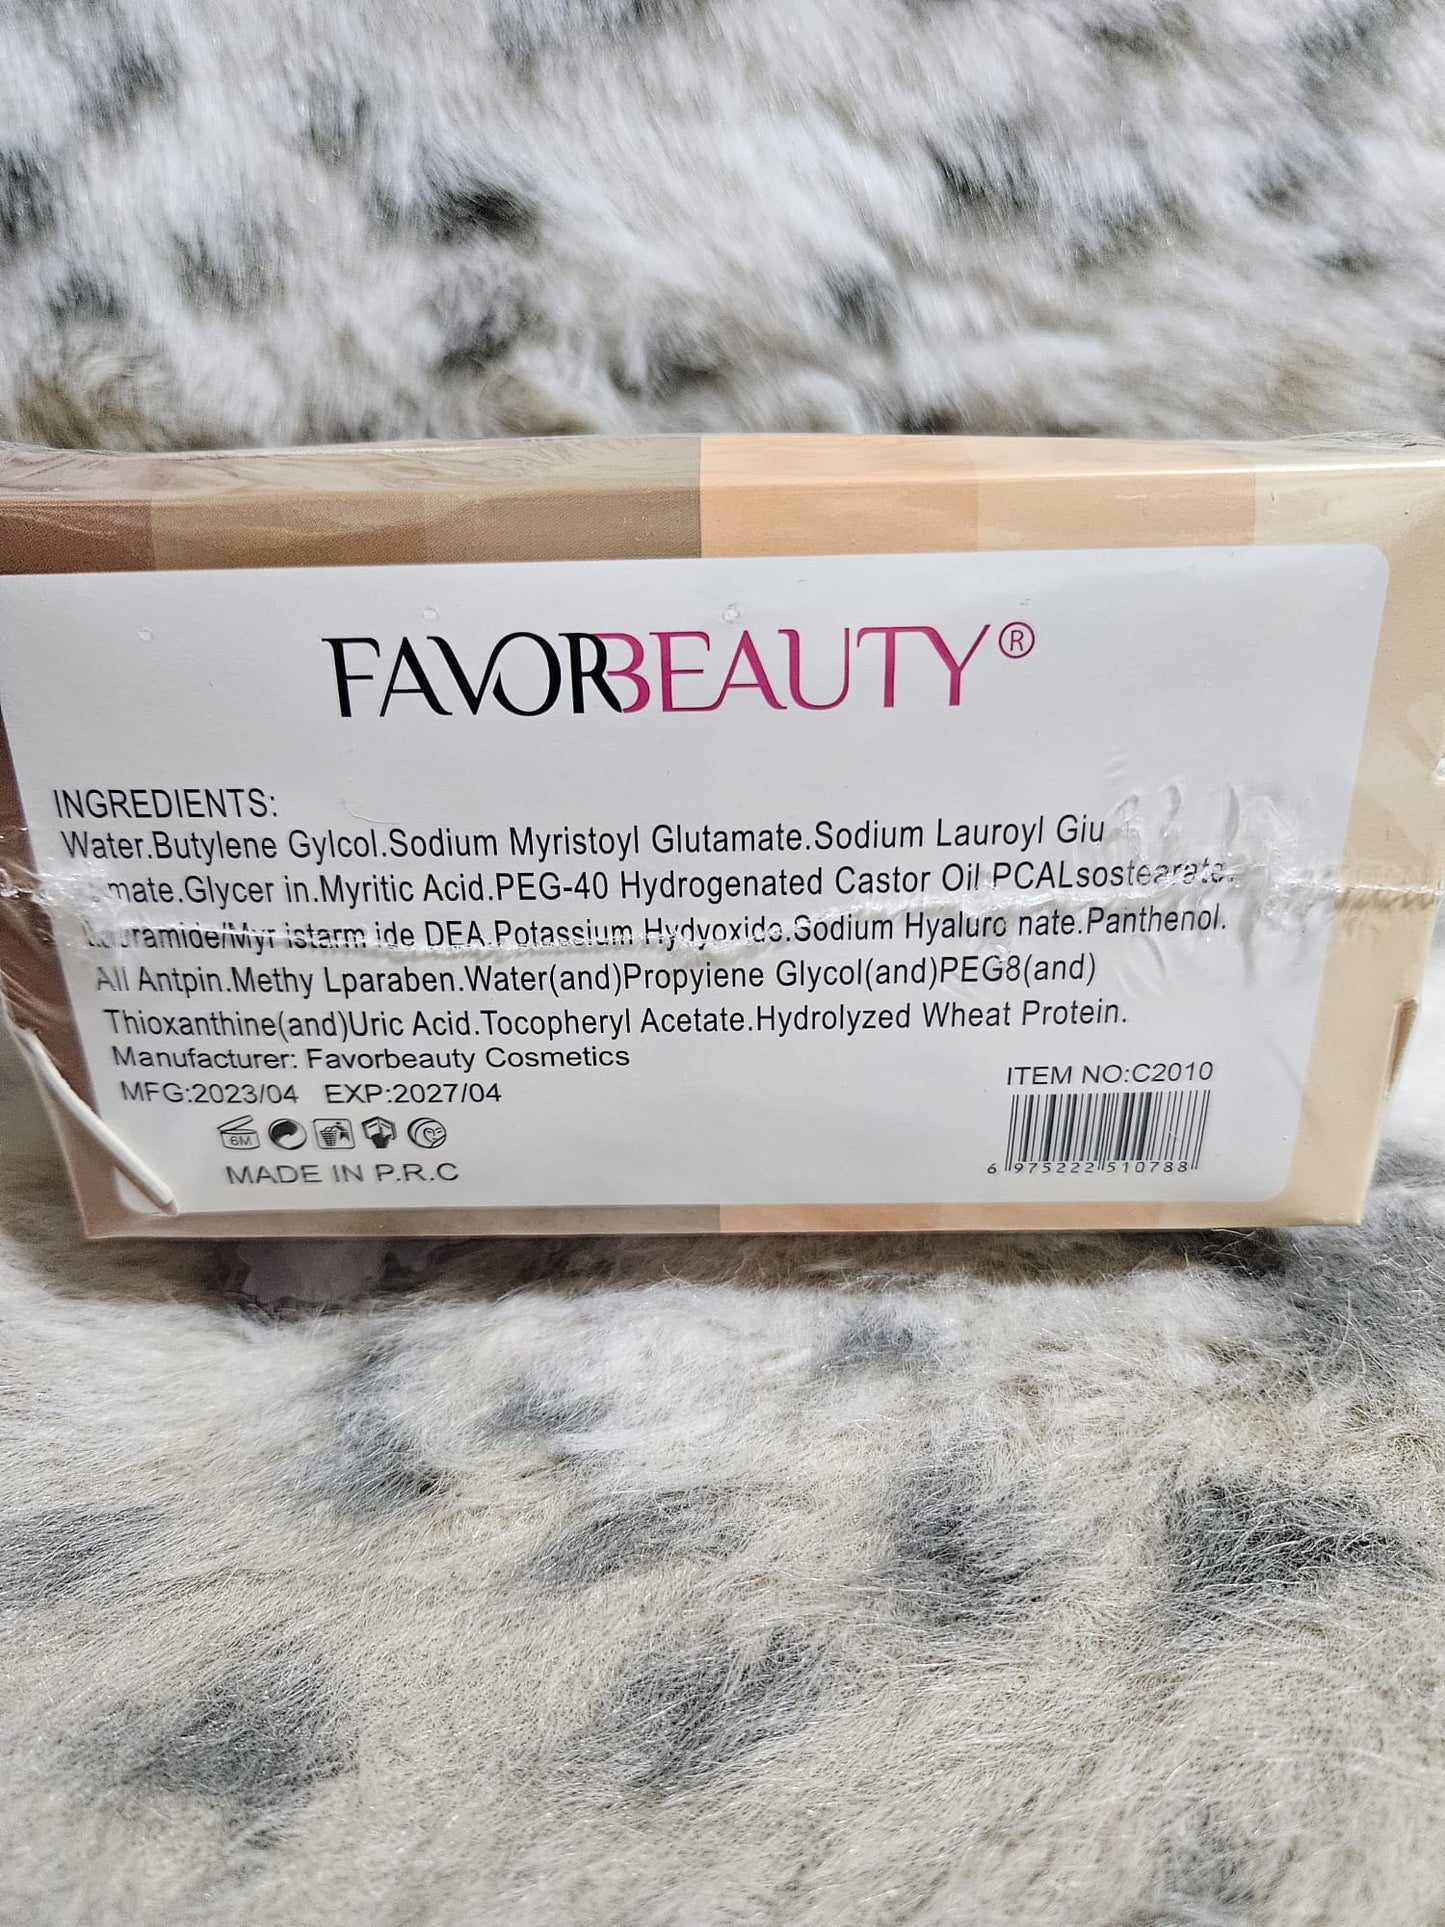 FAVORBEAUTY®
INGREDIENTS:
Water.Butylene Gylcol.Sodium Myristoyl Glutamate.Sodium Lauroyl Giu
mate.Glycer in.Myritic Acid.PEG-40 Hydrogenated Castor Oil PCALsostearate.
istarm ide DEA.Potassium Hydyoxide.Sodium Hyaluro nate.Panthenol.
All Antpin.Methy Lparaben.Water(and)Propyiene Glycol(and)PEG8(and)
Thioxanthine(and)Uric Acid.Tocopheryl Acetate.Hydrolyzed Wheat Protein.
Manufacturer: Favorbeauty Cosmetics
MFG:2023/04 EXP:2027/04
6M
MADE IN P.R.C
ITEM NO:C2010
6 975222 510788